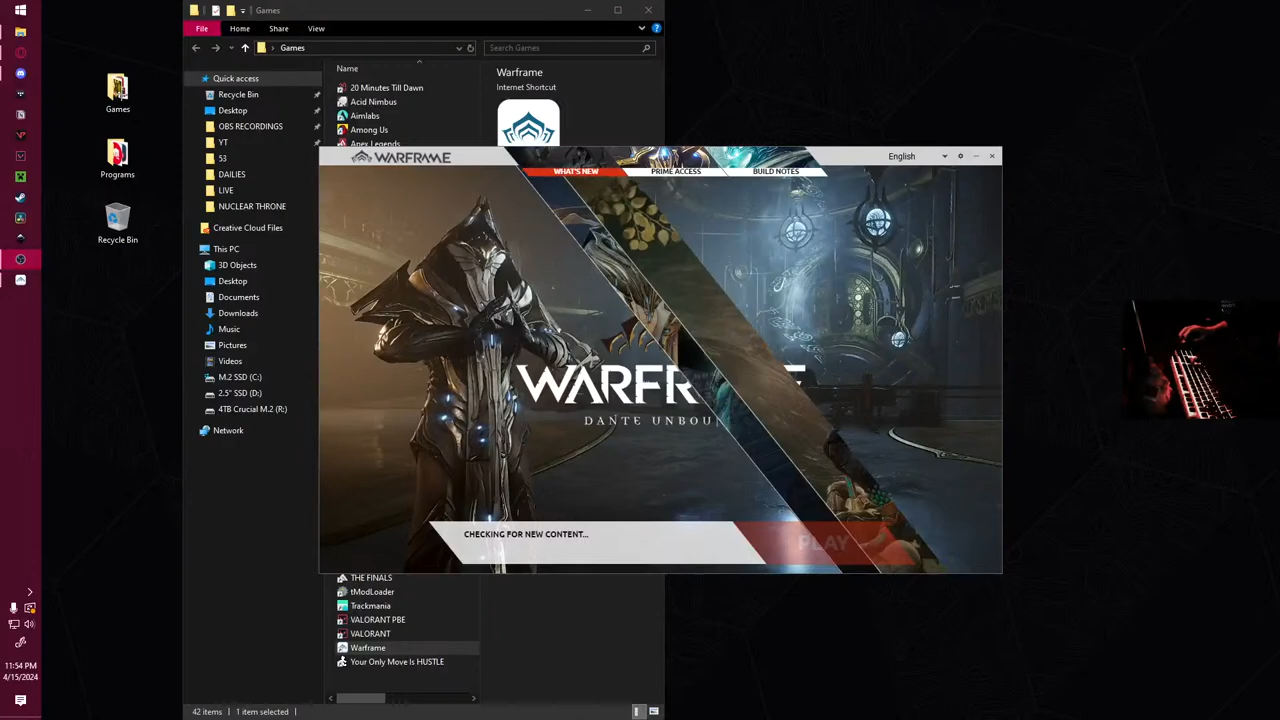 Games
File
Home
Share
View
Games
Search Games
Quick access
Recycle Bin
Desktop
OBS RECORDINGS
YT
53
DAILIES
LIVE
NUCLEAR THRONE
Creative Cloud Files
This PC
3D Objects
Desktop
Documents
Downloads
Music
Pictures
Videos
M.2 SSD (C:)
2.5" SSD (D:)
4TB Crucial M.2 (R:)
Network
Name
20 Minutes Till Dawn
Acid Nimbus
Aimlabs
Among Us
Apex Legends
Warframe
Internet Shortcut
WARFRAME
English
WHAT'S NEW
PRIME ACCESS
BUILD NOTES
DANTE UNBOU
CHECKING FOR NEW CONTENT...
PLAY
THE FINALS
tModLoader
Trackmania
VALORANT PBE
VALORANT
Warframe
Your Only Move Is HUSTLE
42 items
1 item selected
Games
Programs
Recycle Bin
11:54 PM
4/15/2024